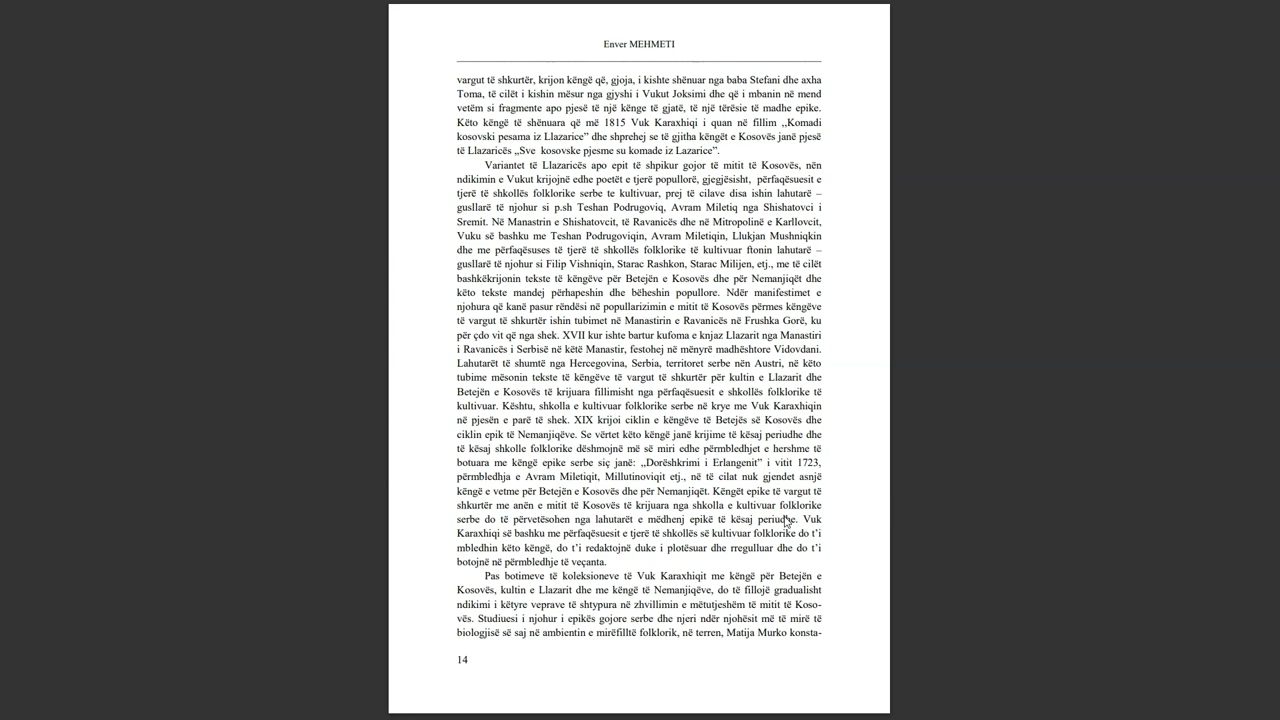 Enver MEHMETI
vargut të shkurtër, krijon këngë që, gjoja, i kishte shënuar nga baba Stefani dhe axha
Toma, të cilët i kishin mësur nga gjyshi i Vukut Joksimi dhe që i mbanin në mend
vetëm si fragmente apo pjesë të një kënge të gjatë, të një tërësie të madhe epike.
Këto këngë të shënuara që më 1815 Vuk Karaxhiqi i quan në fillim „Komadi
kosovski pesama iz Llazarice” dhe shprehej se të gjitha këngët e Kosovës janë pjesë
të Llazaricës „Sve kosovske pjesme su komade iz Lazarice”.
Variantet të Llazaricës apo epit të shpikur gojor të mitit të Kosovës, nën
ndikimin e Vukut krijojnë edhe poetët e tjerë popullorë, gjegjësisht, përfaqësuesit e
tjerë të shkollës folklorike serbe te kultivuar, prej të cilave disa ishin lahutarë –
gusllarë të njohur si p.sh Teshan Podrugoviq, Avram Miletiq nga Shishatovci i
Sremit. Në Manastrin e Shishatovcit, të Ravanicës dhe në Mitropolinë e Karllovcit,
Vuku së bashku me Teshan Podrugoviqin, Avram Miletiqin, Llukjan Mushniqkin
dhe me përfaqësuses të tjerë të shkollës folklorike të kultivuar ftonin lahutarë –
gusllarë të njohur si Filip Vishniqin, Starac Rashkon, Starac Milijen, etj., me të cilët
bashkëkrijonin tekste të këngëve për Betejën e Kosovës dhe për Nemanjiqët dhe
këto tekste mandej përhapeshin dhe bëheshin popullore. Ndër manifestimet e
njohura që kanë pasur rëndësi në popullarizimin e mitit të Kosovës përmes këngëve
të vargut të shkurtër ishin tubimet në Manastirin e Ravanicës në Frushka Gorë, ku
për çdo vit që nga shek. XVII kur ishte bartur kufoma e knjaz Llazarit nga Manastiri
i Ravanicës i Serbisë në këtë Manastir, festohej në mënyrë madhështore Vidovdani.
Lahutarët të shumtë nga Hercegovina, Serbia, territoret serbe nën Austri, në këto
tubime mësonin tekste të këngëve të vargut të shkurtër për kultin e Llazarit dhe
Betejën e Kosovës të krijuara fillimisht nga përfaqësuesit e shkollës folklorike të
kultivuar. Kështu, shkolla e kultivuar folklorike serbe në krye me Vuk Karaxhiqin
në pjesën e parë të shek. XIX krijoi ciklin e këngëve të Betejës së Kosovës dhe
ciklin epik të Nemanjiqëve. Se vërtet këto këngë janë krijime të kësaj periudhe dhe
të kësaj shkolle folklorike dëshmojnë më së miri edhe përmbledhjet e hershme të
botuara me këngë epike serbe siç janë: „Dorëshkrimi i Erlangenit” i vitit 1723,
përmbledhja e Avram Miletiqit, Millutinoviqit etj., në të cilat nuk gjendet asnjë
këngë e vetme për Betejën e Kosovës dhe për Nemanjiqët. Këngët epike të vargut të
shkurtër me anën e mitit të Kosovës të krijuara nga shkolla e kultivuar folklorike
serbe do të përvetësohen nga lahutarët e mëdhenj epikë të kësaj periudhe. Vuk
Karaxhiqi së bashku me përfaqësuesit e tjerë të shkollës së kultivuar folklorike do t’i
mbledhin këto këngë, do t’i redaktojnë duke i plotësuar dhe rregulluar dhe do t’i
botojnë në përmbledhje të veçanta.
Pas botimeve të koleksioneve të Vuk Karaxhiqit me këngë për Betejën e
Kosovës, kultin e Llazarit dhe me këngë të Nemanjiqëve, do të fillojë gradualisht
ndikimi i këtyre veprave të shtypura në zhvillimin e mëtutjeshëm të mitit të Koso-
vës. Studiuesi i njohur i epikës gojore serbe dhe njeri ndër njohësit më të mirë të
biologjisë së saj në ambientin e mirëfilltë folklorik, në terren, Matija Murko konsta-
14